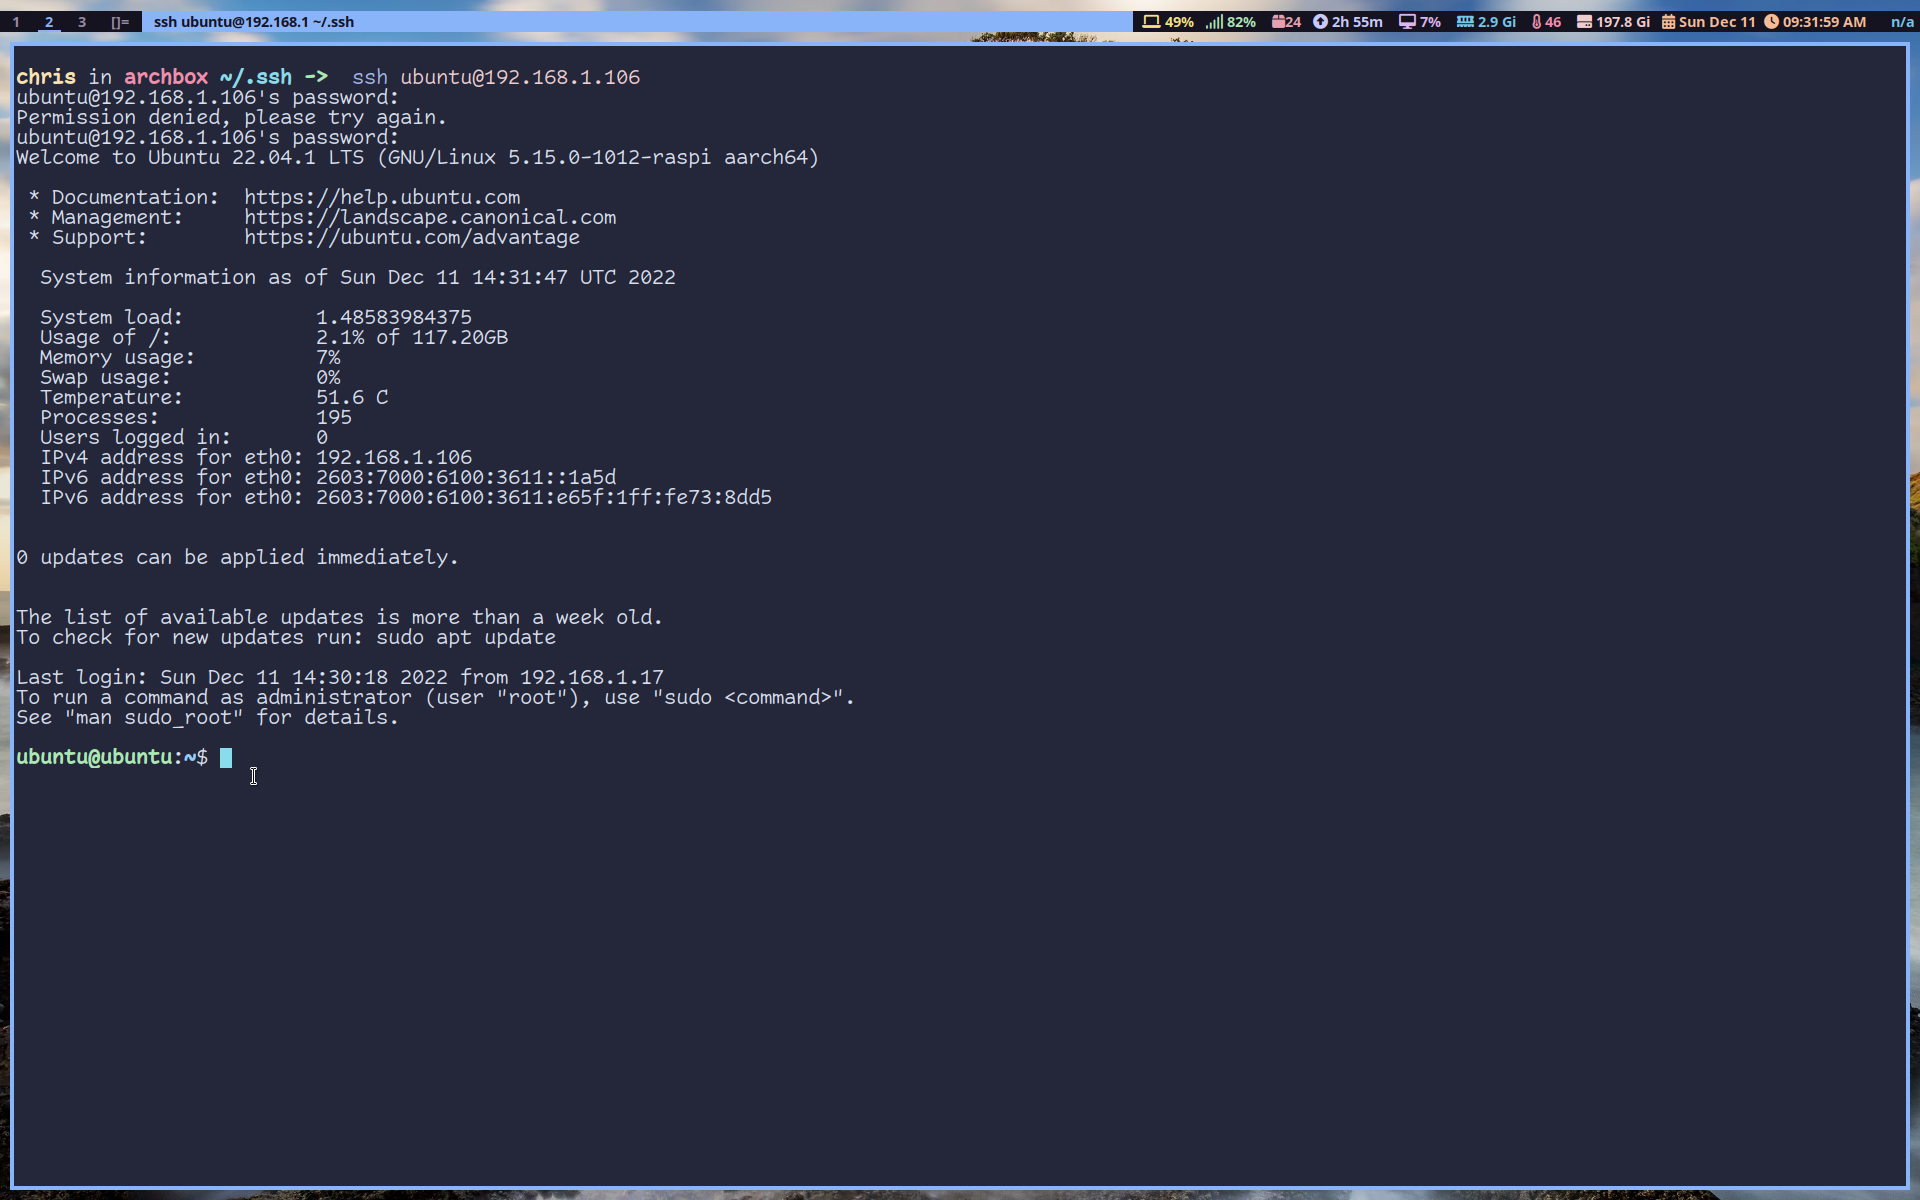 1 2 3 []= ssh ubuntu@192.168.1 ~/.ssh 49% 82% 24 2h 55m 7% 2.9 Gi 46 197.8 Gi Sun Dec 11 09:31:59 AM n/a
chris in archbox ~/.ssh -> ssh ubuntu@192.168.1.106
ubuntu@192.168.1.106's password:
Permission denied, please try again.
ubuntu@192.168.1.106's password:
Welcome to Ubuntu 22.04.1 LTS (GNU/Linux 5.15.0-1012-raspi aarch64)
* Documentation: https://help.ubuntu.com
* Management: https://landscape.canonical.com
* Support: https://ubuntu.com/advantage
System information as of Sun Dec 11 14:31:47 UTC 2022
System load: 1.48583984375
Usage of /: 2.1% of 117.20GB
Memory usage: 7%
Swap usage: 0%
Temperature: 51.6 C
Processes: 195
Users logged in: 0
IPv4 address for eth0: 192.168.1.106
IPv6 address for eth0: 2603:7000:6100:3611::1a5d
IPv6 address for eth0: 2603:7000:6100:3611:e65f:1ff:fe73:8dd5
0 updates can be applied immediately.
The list of available updates is more than a week old.
To check for new updates run: sudo apt update
Last login: Sun Dec 11 14:30:18 2022 from 192.168.1.17
To run a command as administrator (user "root"), use "sudo <command>".
See "man sudo_root" for details.
ubuntu@ubuntu:~$